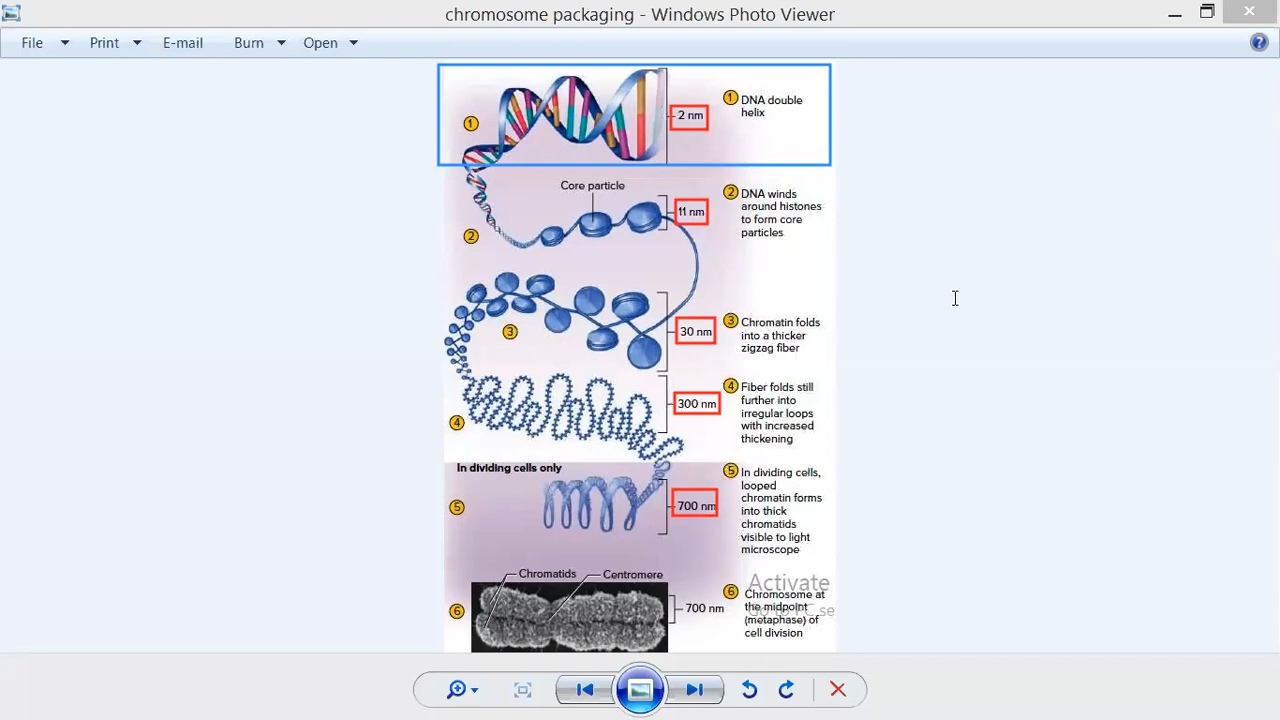 chromosome packaging - Windows Photo Viewer
File Print E-mail Burn Open
1
2 nm
1 DNA double
helix
Core particle
2
11 nm
2 DNA winds
around histones
to form core
particles
3
30 nm
3 Chromatin folds
into a thicker
zigzag fiber
4
300 nm
4 Fiber folds still
further into
irregular loops
with increased
thickening
In dividing cells only
5
700 nm
5 In dividing cells,
looped
chromatin forms
into thick
chromatids
visible to light
microscope
Chromatids Centromere
6
700 nm
6 Chromosome at
the midpoint
(metaphase) of
cell division
Activate
Go to PC se